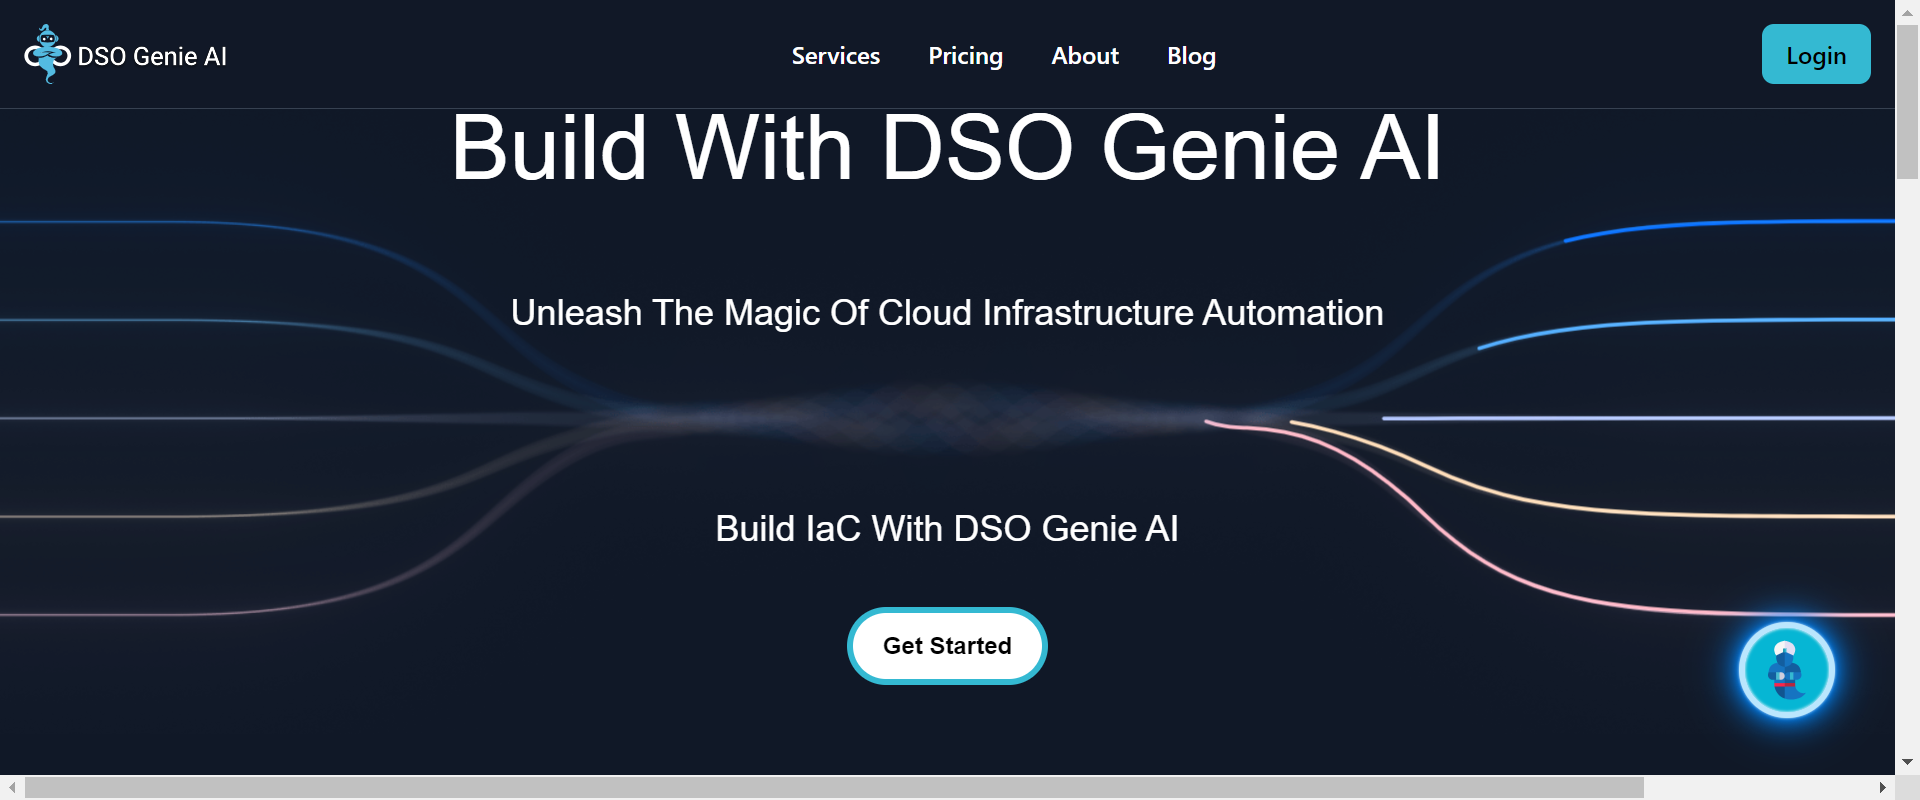 DSO Genie AI
Services
Pricing
About
Blog
Login
Build With DSO Genie AI
Unleash The Magic Of Cloud Infrastructure Automation
Build IaC With DSO Genie AI
Get Started